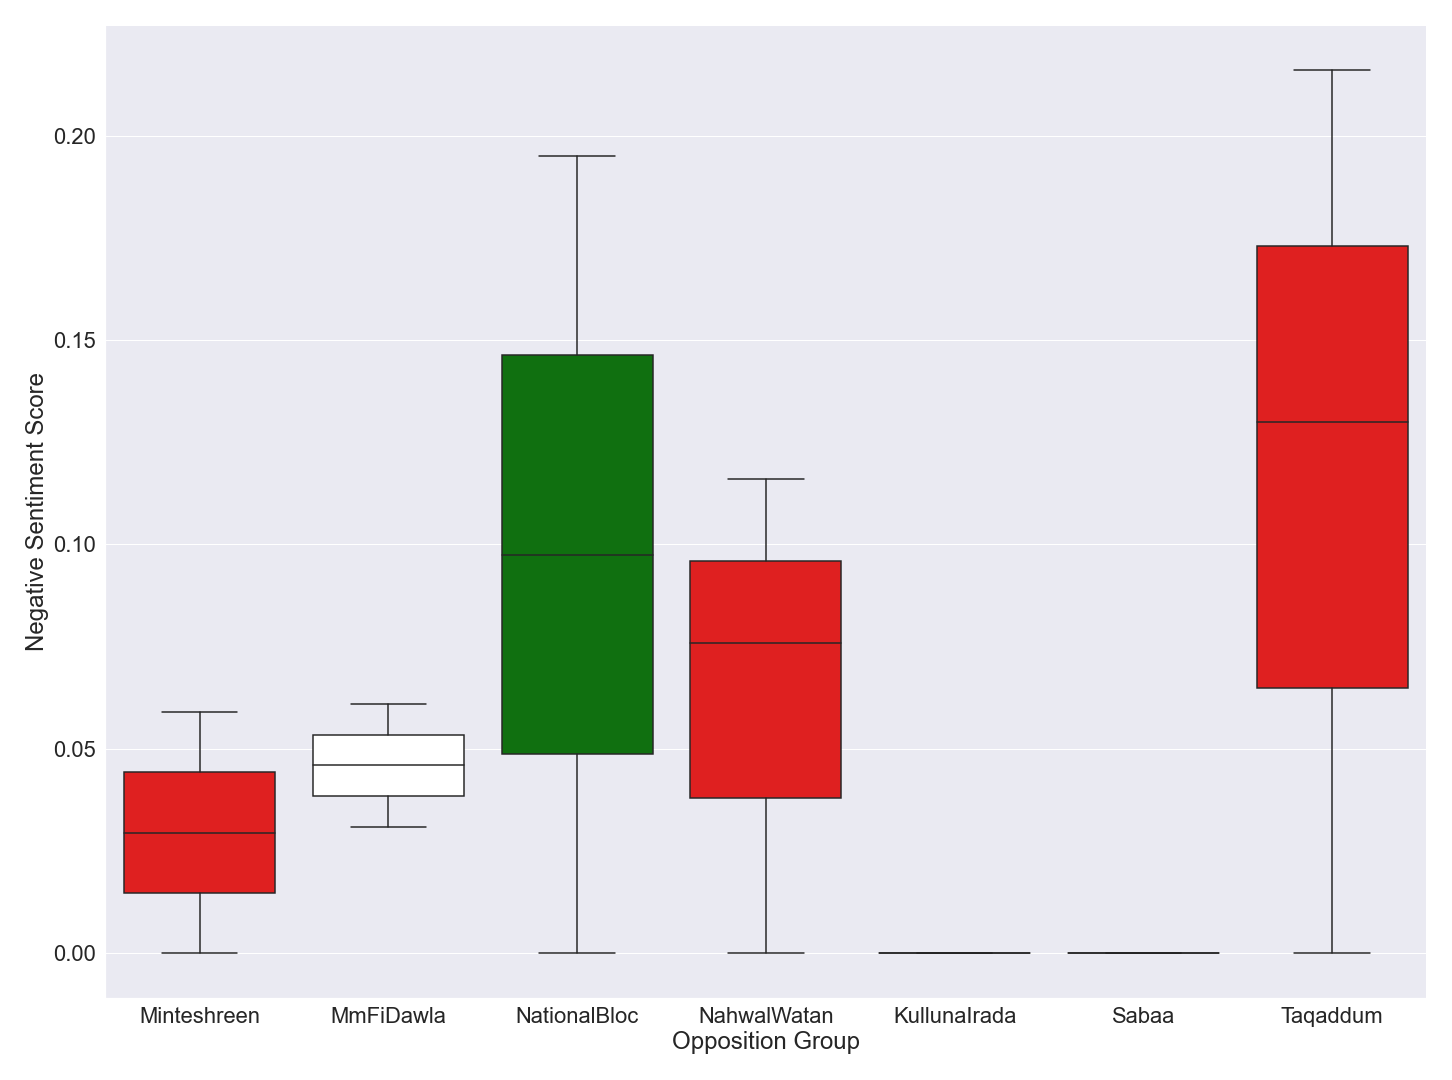 Negative Sentiment Score
0.20
0.15
0.10
0.05
0.00
Minteshreen MmFiDawla NationalBloc NahwalWatan KullunaIrada Sabaa Taqaddum
Opposition Group